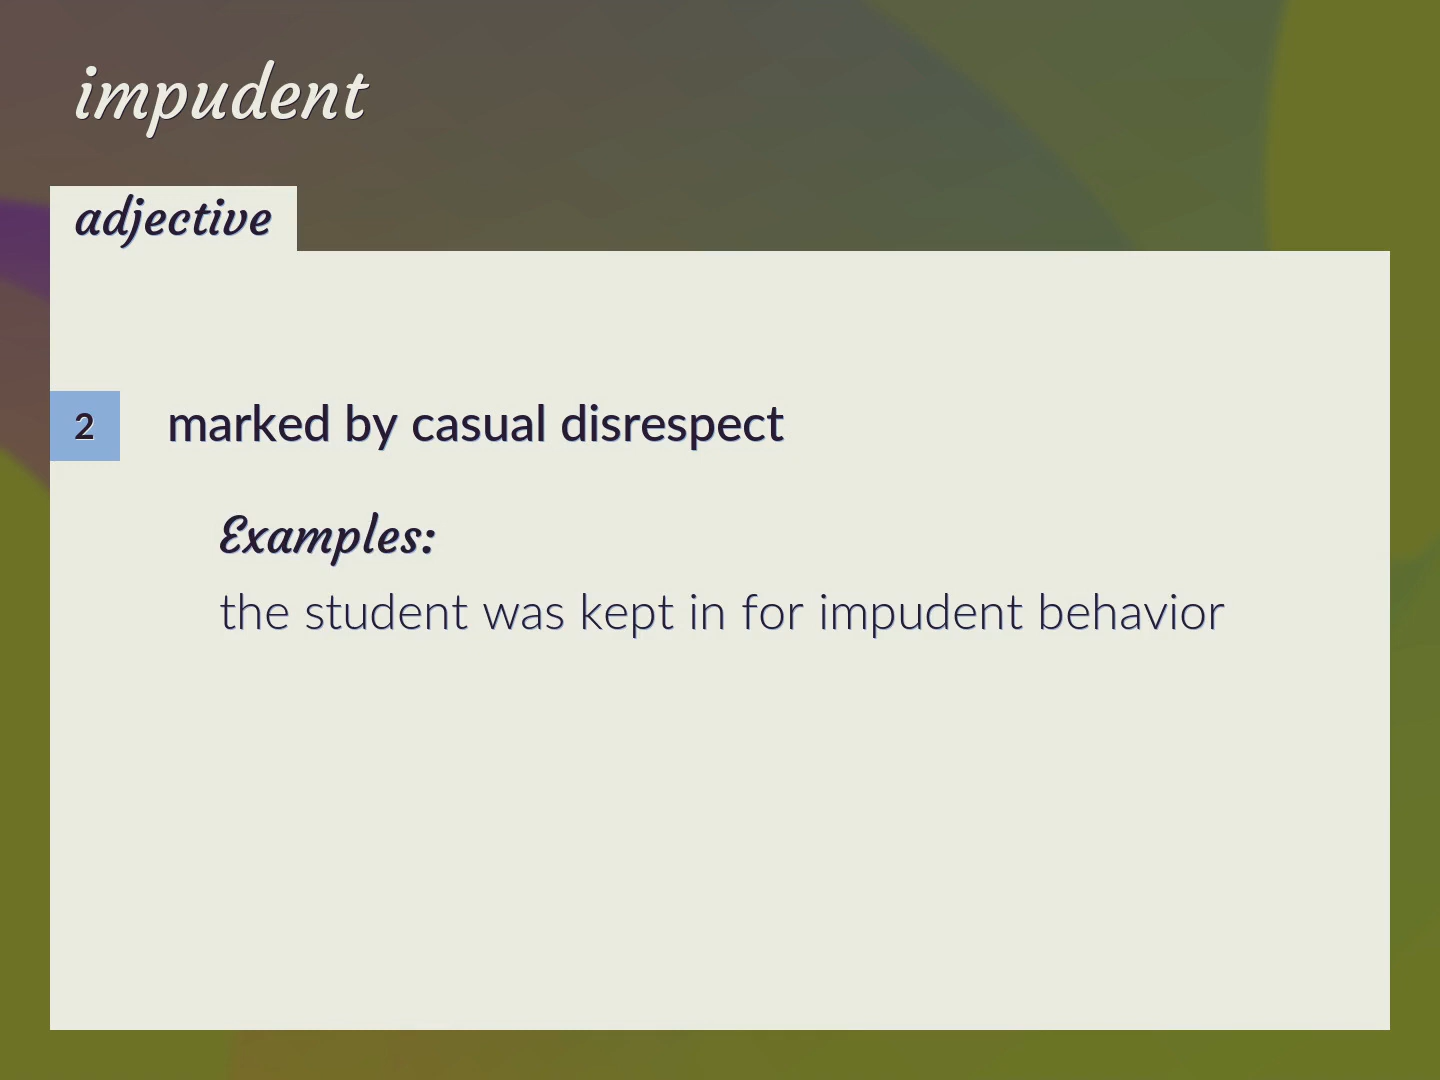 impudent
adjective
2
marked by casual disrespect
Examples:
the student was kept in for impudent behavior